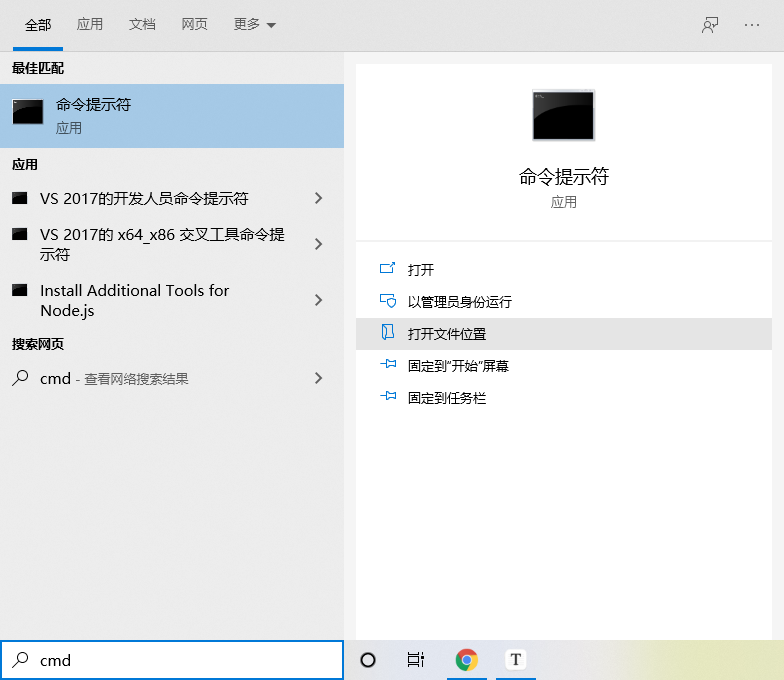 全部 应用 文档 网页 更多
最佳匹配
命令提示符
应用
应用
VS 2017的开发人员命令提示符
VS 2017的 x64_x86 交叉工具命令提
示符
Install Additional Tools for
Node.js
搜索网页
cmd - 查看网络搜索结果
命令提示符
应用
打开
以管理员身份运行
打开文件位置
固定到"开始"屏幕
固定到任务栏
cmd
T